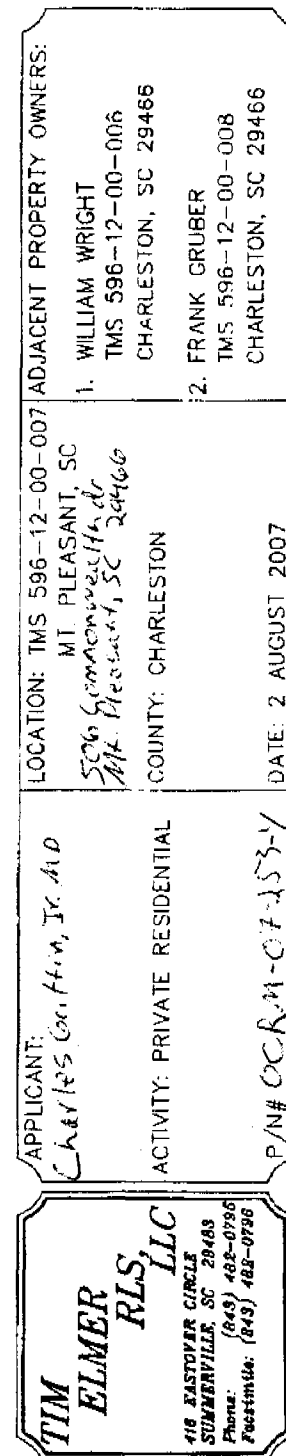 TIM
ELMER
RLS,
LLC
416 EASTOVER CIRCLE
SUMMERVILLE, SC 29483
Phone: (843) 482-0796
Facsimile: (843) 482-0796
APPLICANT:
Charles Griffin, Jr. MD
ACTIVITY: PRIVATE RESIDENTIAL
P/N# OCRM-07-253-V
LOCATION: TMS 596-12-00-007
MT. PLEASANT, SC
506 Commonwealth dr
Mt. Pleasant, SC 29466
COUNTY: CHARLESTON
DATE: 2 AUGUST 2007
ADJACENT PROPERTY OWNERS:
1. WILLIAM WRIGHT
TMS 596-12-00-006
CHARLESTON, SC 29466
2. FRANK GRUBER
TMS 596-12-00-008
CHARLESTON, SC 29466